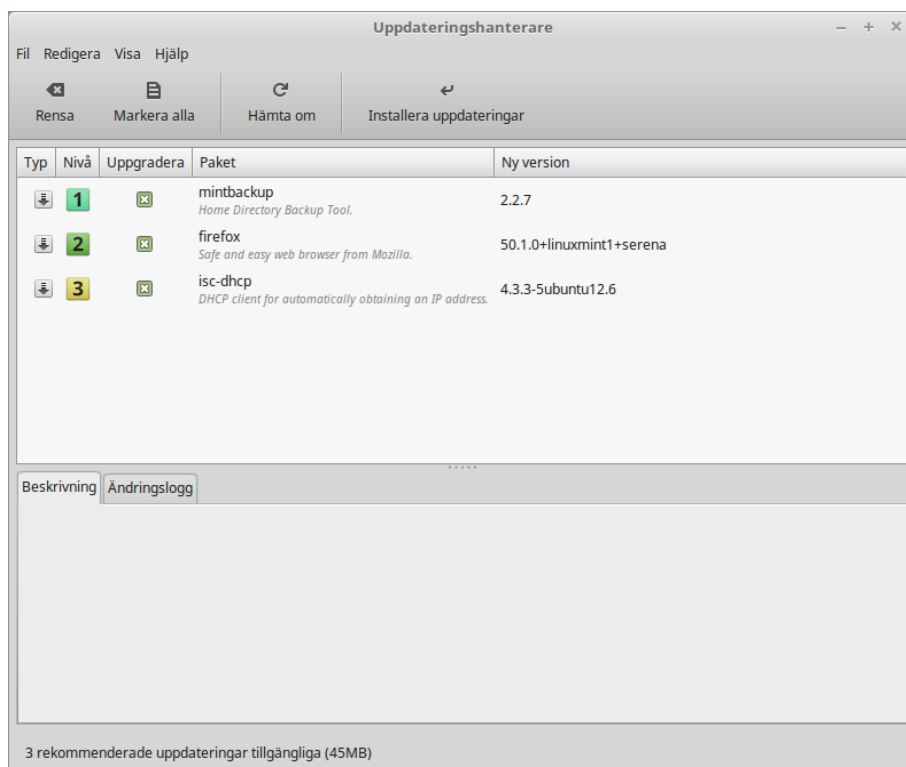 Uppdateringshanterare
Fil Redigera Visa Hjälp
Rensa Markera alla Hämta om Installera uppdateringar
Typ Nivå Uppgradera Paket Ny version
1 mintbackup 2.2.7
Home Directory Backup Tool.
2 firefox 50.1.0+linuxmint1+serena
Safe and easy web browser from Mozilla.
3 isc-dhcp 4.3.3-5ubuntu12.6
DHCP client for automatically obtaining an IP address.
Beskrivning Ändringslogg
3 rekommenderade uppdateringar tillgängliga (45MB)